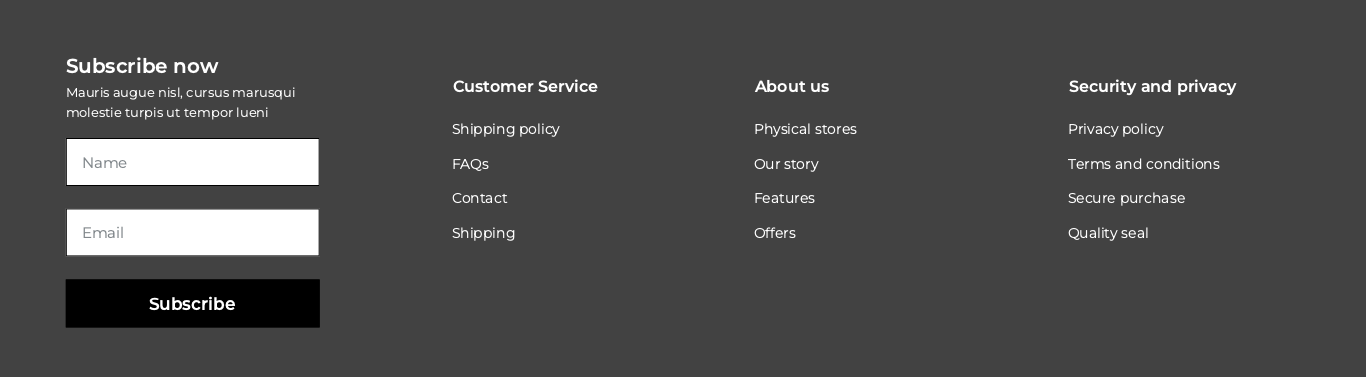 Subscribe now
Mauris augue nisl, cursus marusqui
molestie turpis ut tempor lueni
Name
Email
Subscribe
Customer Service
Shipping policy
FAQs
Contact
Shipping
About us
Physical stores
Our story
Features
Offers
Security and privacy
Privacy policy
Terms and conditions
Secure purchase
Quality seal